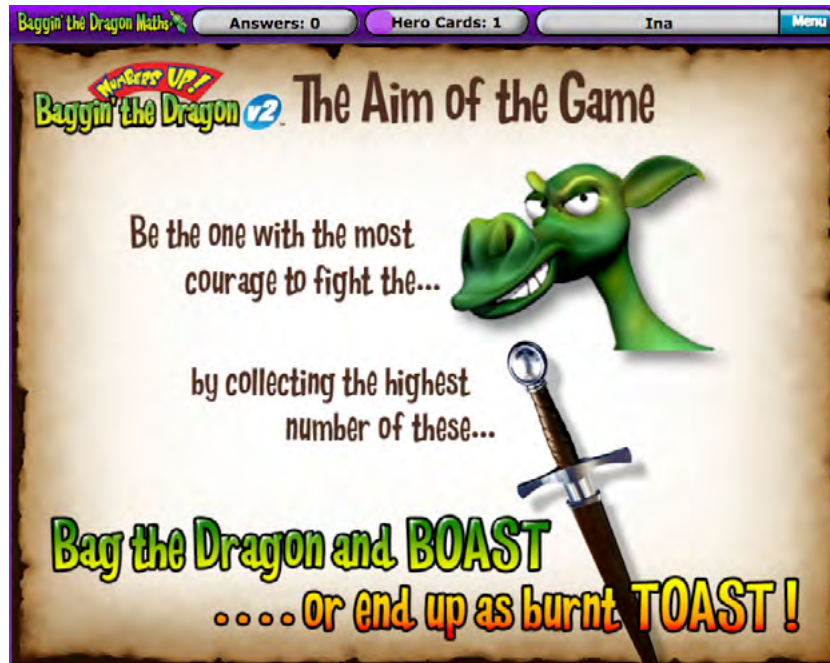 Baggin' the Dragon Maths Answers: 0 Hero Cards: 1 Ina Menu
NUMBERS UP!
Baggin' the Dragon v2 The Aim of the Game
Be the one with the most
courage to fight the...
by collecting the highest
number of these...
Bag the Dragon and BOAST
.... or end up as burnt TOAST!